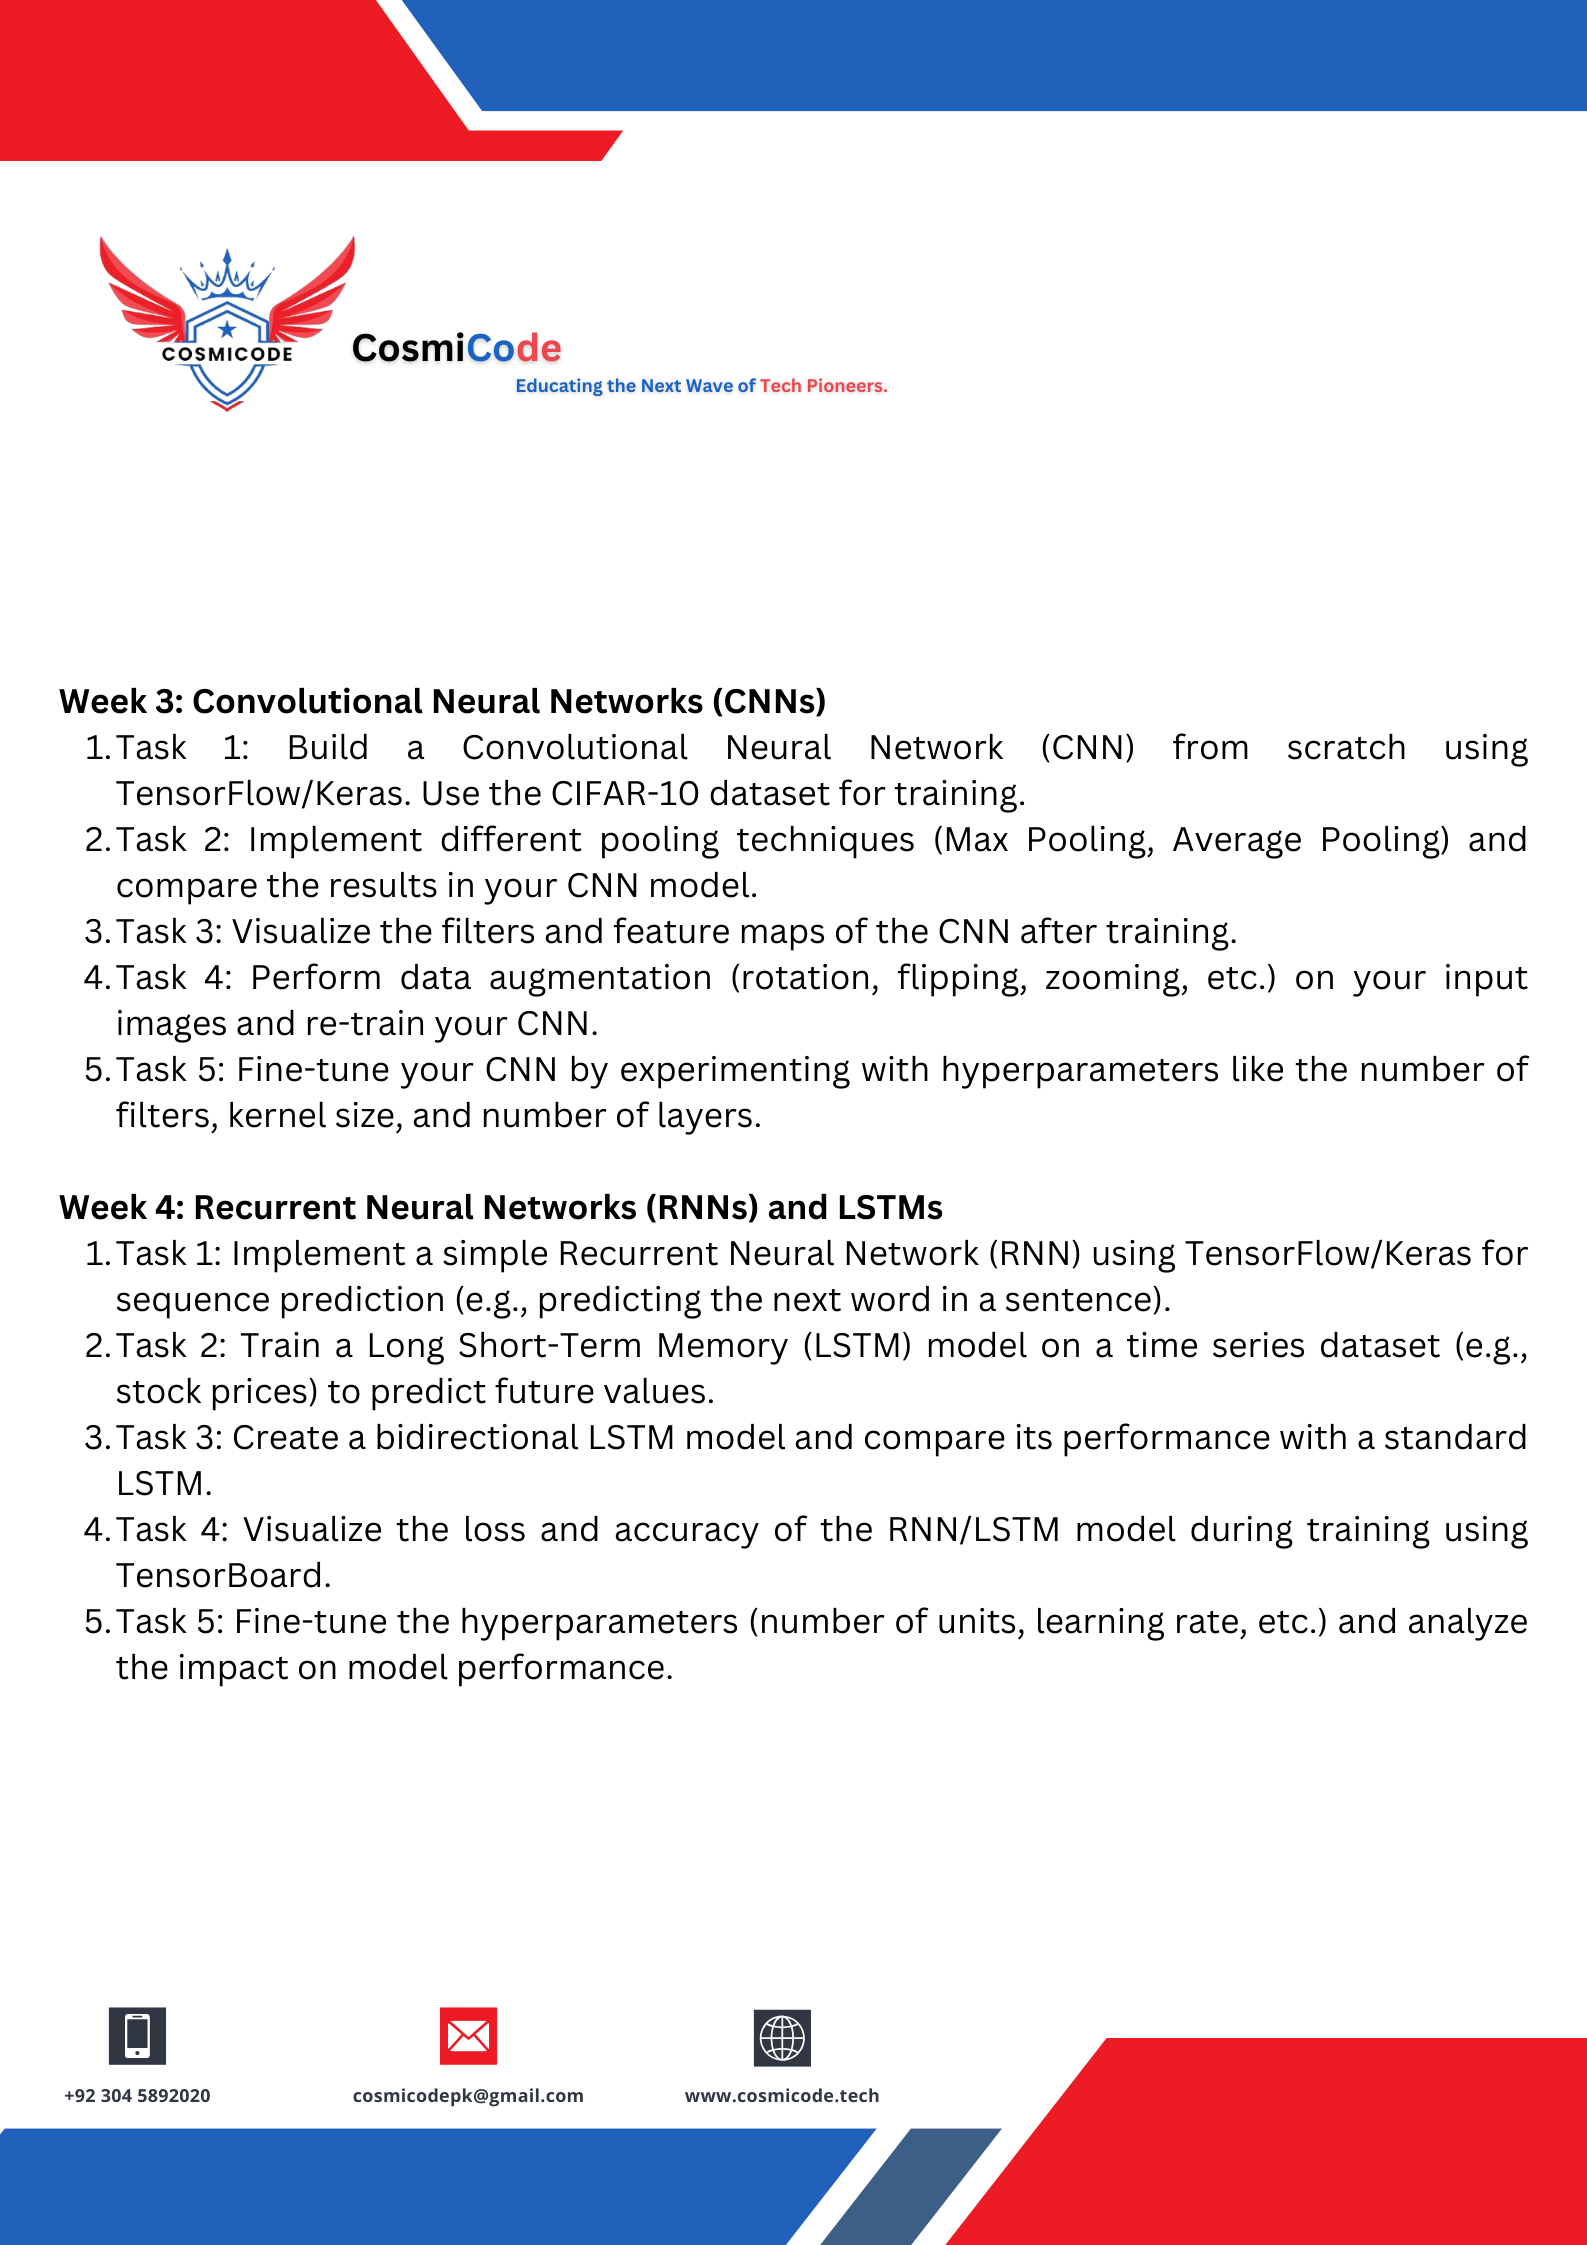 COSMICODE
CosmiCode
Educating the Next Wave of Tech Pioneers.
Week 3: Convolutional Neural Networks (CNNs)
1. Task 1: Build a Convolutional Neural Network (CNN) from scratch using
TensorFlow/Keras. Use the CIFAR-10 dataset for training.
2. Task 2: Implement different pooling techniques (Max Pooling, Average Pooling) and
compare the results in your CNN model.
3. Task 3: Visualize the filters and feature maps of the CNN after training.
4. Task 4: Perform data augmentation (rotation, flipping, zooming, etc.) on your input
images and re-train your CNN.
5. Task 5: Fine-tune your CNN by experimenting with hyperparameters like the number of
filters, kernel size, and number of layers.
Week 4: Recurrent Neural Networks (RNNs) and LSTMs
1. Task 1: Implement a simple Recurrent Neural Network (RNN) using TensorFlow/Keras for
sequence prediction (e.g., predicting the next word in a sentence).
2. Task 2: Train a Long Short-Term Memory (LSTM) model on a time series dataset (e.g.,
stock prices) to predict future values.
3. Task 3: Create a bidirectional LSTM model and compare its performance with a standard
LSTM.
4. Task 4: Visualize the loss and accuracy of the RNN/LSTM model during training using
TensorBoard.
5. Task 5: Fine-tune the hyperparameters (number of units, learning rate, etc.) and analyze
the impact on model performance.
+92 304 5892020
cosmicodepk@gmail.com
www.cosmicode.tech